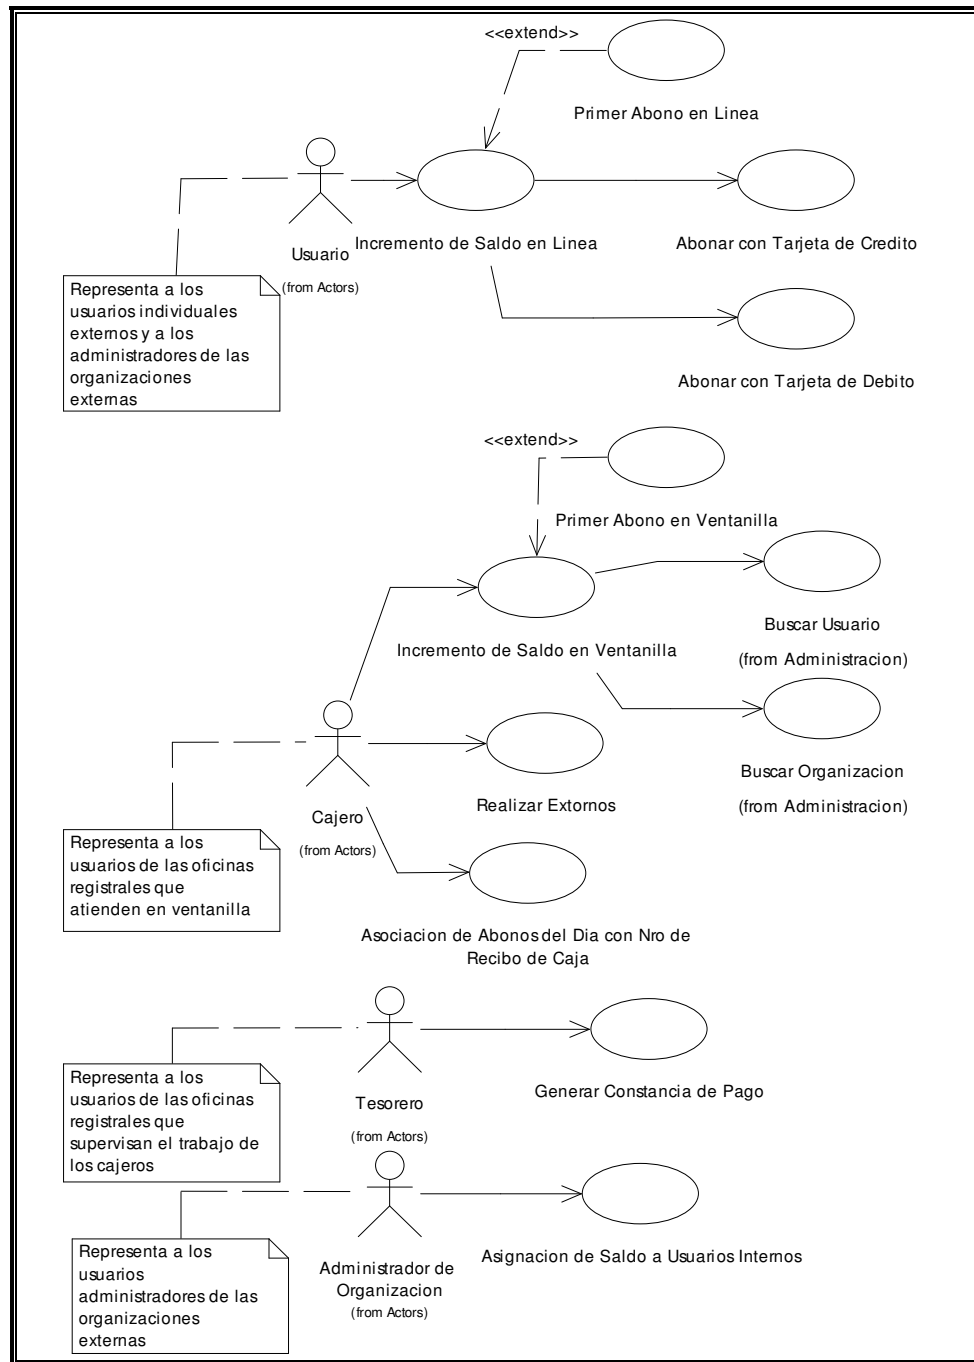 <<extend>>
Primer Abono en Linea
Usuario
(from Actors)
Incremento de Saldo en Linea
Abonar con Tarjeta de Credito
Representa a los
usuarios individuales
externos y a los
administradores de las
organizaciones
externas
Abonar con Tarjeta de Debito
<<extend>>
Primer Abono en Ventanilla
Buscar Usuario
(from Administracion)
Incremento de Saldo en Ventanilla
Buscar Organizacion
(from Administracion)
Realizar Extornos
Cajero
(from Actors)
Representa a los
usuarios de las oficinas
registrales que
atienden en ventanilla
Asociacion de Abonos del Dia con Nro de
Recibo de Caja
Representa a los
usuarios de las oficinas
registrales que
supervisan el trabajo de
los cajeros
Tesorero
(from Actors)
Generar Constancia de Pago
Representa a los
usuarios
administradores de las
organizaciones
externas
Administrador de
Organizacion
(from Actors)
Asignacion de Saldo a Usuarios Internos